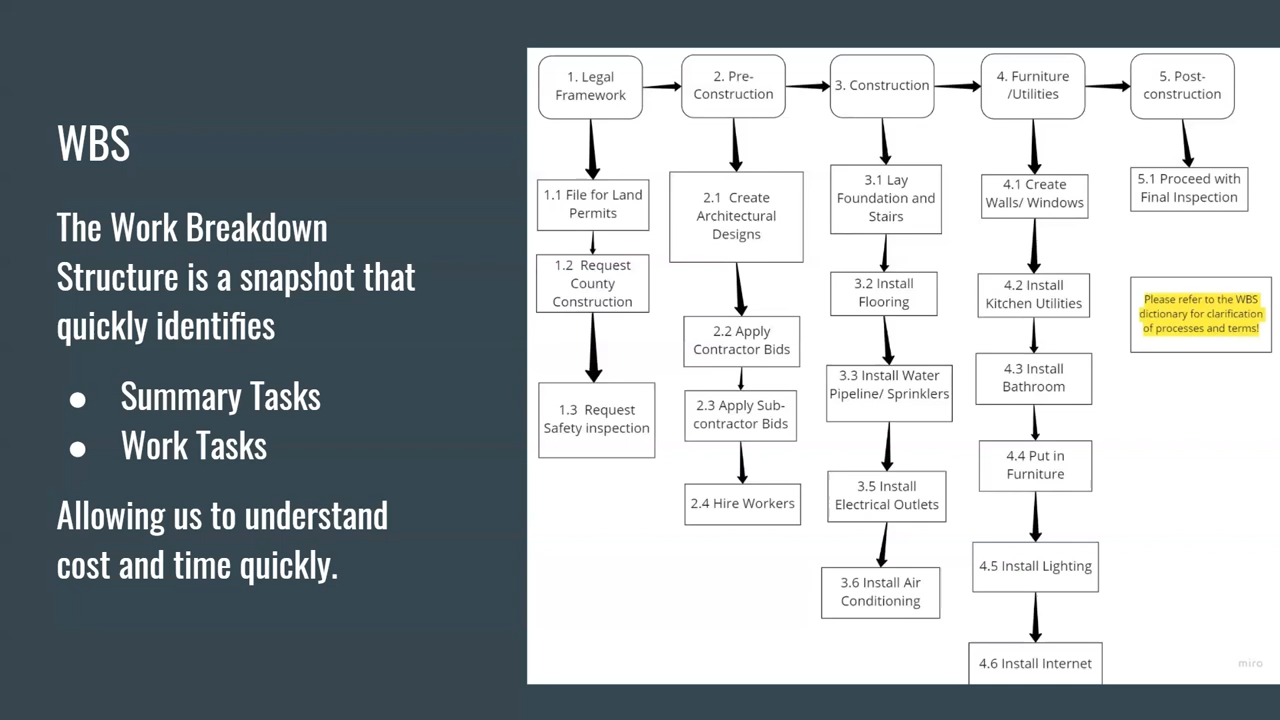 WBS
The Work Breakdown
Structure is a snapshot that
quickly identifies
● Summary Tasks
● Work Tasks
Allowing us to understand
cost and time quickly.
1. Legal
Framework
2. Pre-
Construction
3. Construction
4. Furniture
/Utilities
5. Post-
construction
1.1 File for Land
Permits
1.2 Request
County
Construction
1.3 Request
Safety inspection
2.1 Create
Architectural
Designs
2.2 Apply
Contractor Bids
2.3 Apply Sub-
contractor Bids
2.4 Hire Workers
3.1 Lay
Foundation and
Stairs
3.2 Install
Flooring
3.3 Install Water
Pipeline/ Sprinklers
3.5 Install
Electrical Outlets
3.6 Install Air
Conditioning
4.1 Create
Walls/ Windows
4.2 Install
Kitchen Utilities
4.3 Install
Bathroom
4.4 Put in
Furniture
4.5 Install Lighting
4.6 Install Internet
5.1 Proceed with
Final Inspection
Please refer to the WBS
dictionary for clarification
of processes and terms!
miro